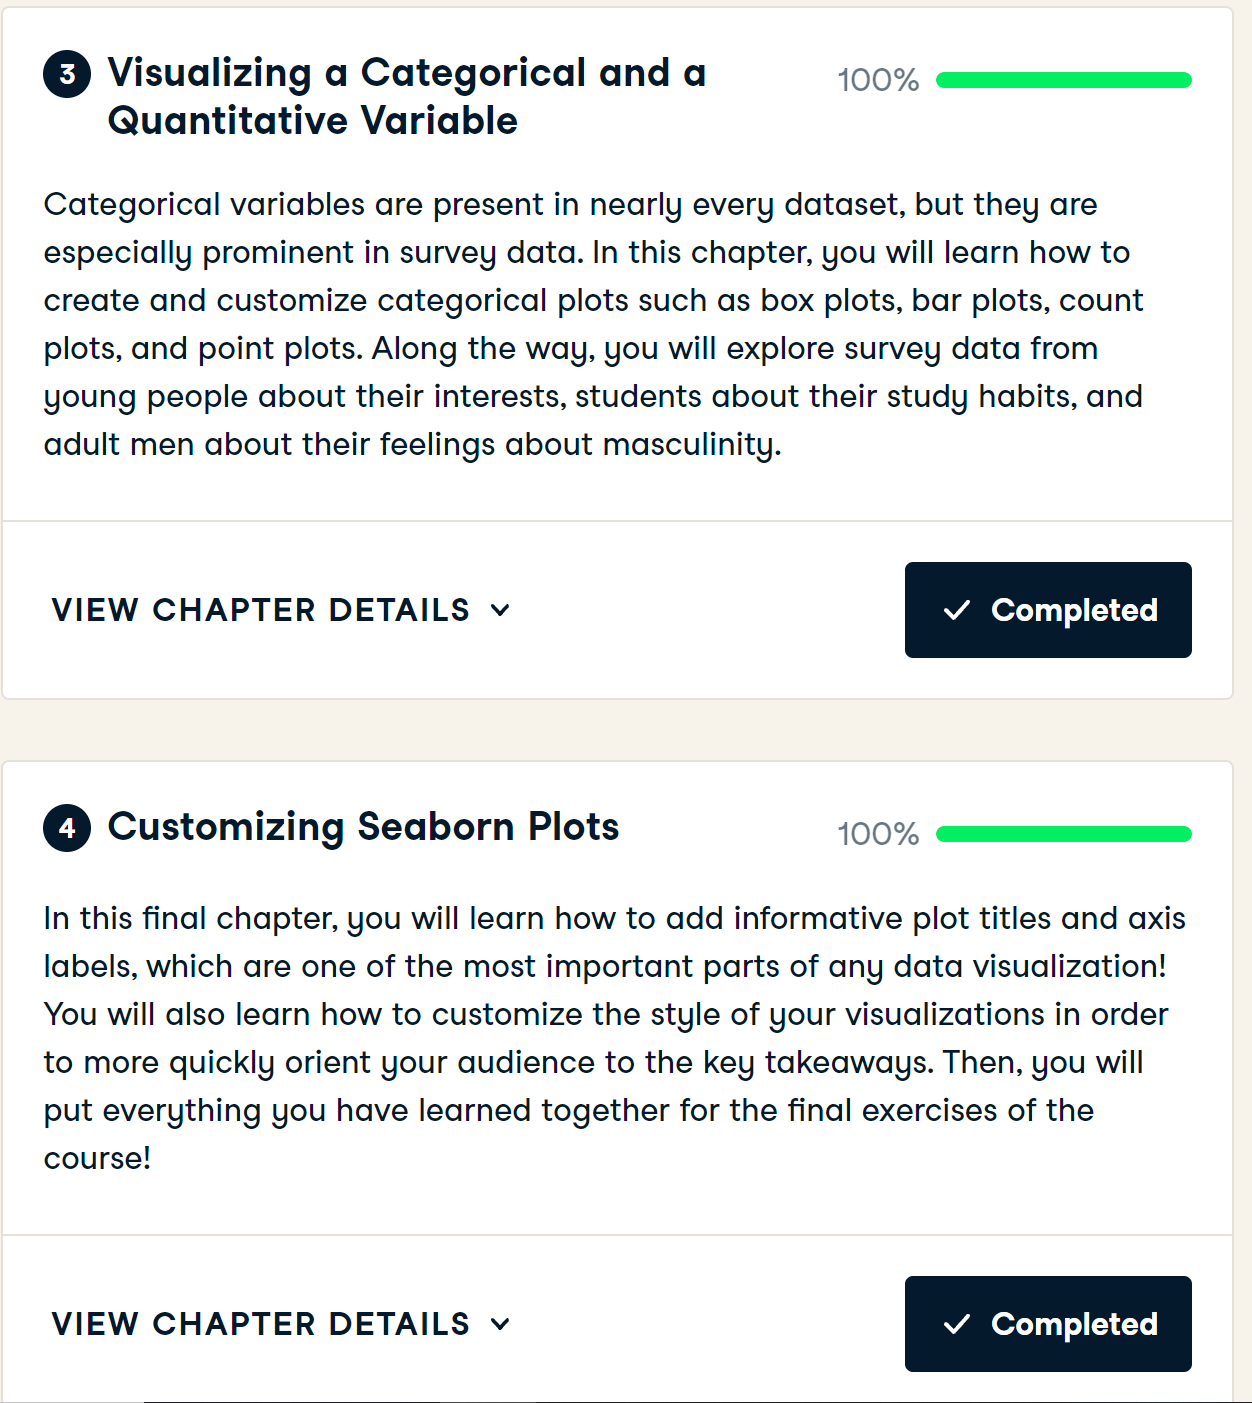 3 Visualizing a Categorical and a
Quantitative Variable
100%
Categorical variables are present in nearly every dataset, but they are
especially prominent in survey data. In this chapter, you will learn how to
create and customize categorical plots such as box plots, bar plots, count
plots, and point plots. Along the way, you will explore survey data from
young people about their interests, students about their study habits, and
adult men about their feelings about masculinity.
VIEW CHAPTER DETAILS
Completed
4 Customizing Seaborn Plots
100%
In this final chapter, you will learn how to add informative plot titles and axis
labels, which are one of the most important parts of any data visualization!
You will also learn how to customize the style of your visualizations in order
to more quickly orient your audience to the key takeaways. Then, you will
put everything you have learned together for the final exercises of the
course!
VIEW CHAPTER DETAILS
Completed